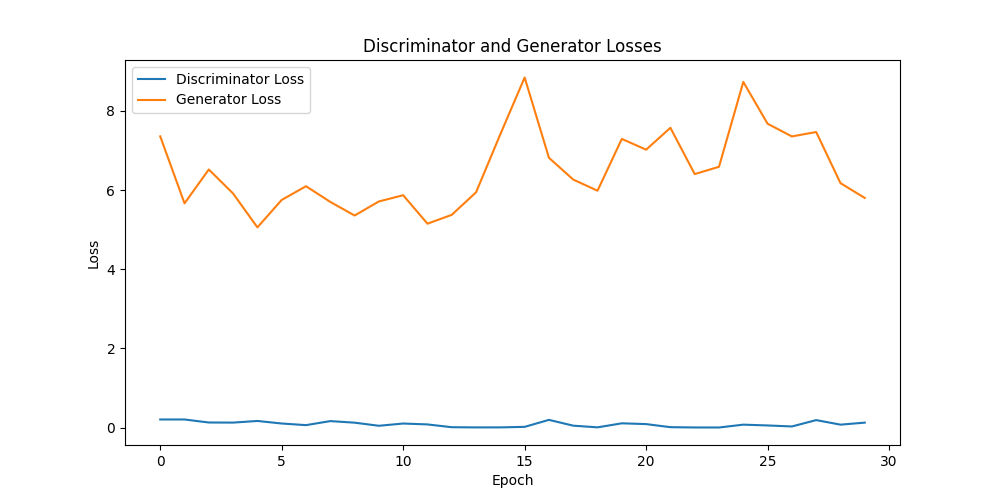 Discriminator and Generator Losses
Discriminator Loss
Generator Loss
8
6
4
2
0
Loss
0 5 10 15 20 25 30
Epoch